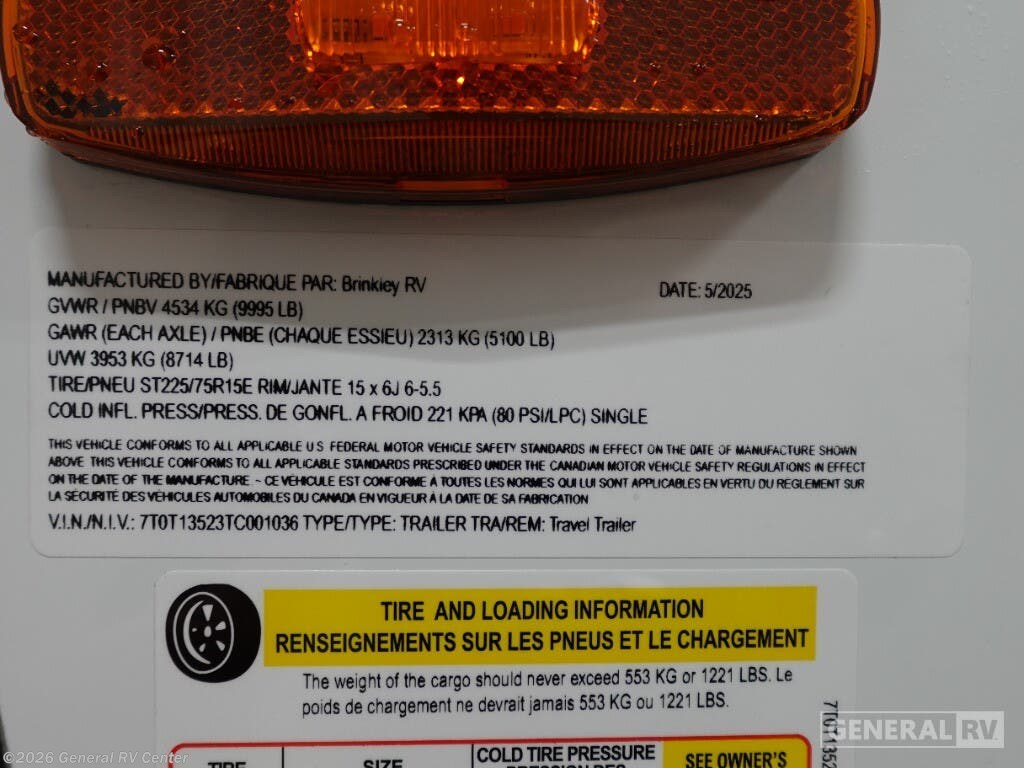 MANUFACTURED BY/FABRIQUE PAR: Brinkley RV DATE: 5/2025
GVWR / PNBV 4534 KG (9995 LB)
GAWR (EACH AXLE) / PNBE (CHAQUE ESSIEU) 2313 KG (5100 LB)
UVW 3953 KG (8714 LB)
TIRE/PNEU ST225/75R15E RIM/JANTE 15 x 6J 6-5.5
COLD INFL. PRESS/PRESS. DE GONFL. A FROID 221 KPA (80 PSI/LPC) SINGLE
THIS VEHICLE CONFORMS TO ALL APPLICABLE U.S FEDERAL MOTOR VEHICLE SAFETY STANDARDS IN EFFECT ON THE DATE OF MANUFACTURE SHOWN
ABOVE THIS VEHICLE CONFORMS TO ALL APPLICABLE STANDARDS PRESCRIBED UNDER THE CANADIAN MOTOR VEHICLE SAFETY REGULATIONS IN EFFECT
ON THE DATE OF THE MANUFACTURE ~ CE VEHICULE EST CONFORME A TOUTES LES NORMES QUI LUI SONT APPLICABLES EN VERTU DU REGLEMENT SUR
LA SÉCURITÉ DES VÉHICULES AUTOMOBILES DU CANADA EN VIGUEUR À LA DATE DE SA FABRICATION
V.I.N./N.I.V.: 7T0T13523TC001036 TYPE/TYPE: TRAILER TRA/REM: Travel Trailer
TIRE AND LOADING INFORMATION
RENSEIGNEMENTS SUR LES PNEUS ET LE CHARGEMENT
The weight of the cargo should never exceed 553 KG or 1221 LBS. Le
poids de chargement ne devrait jamais 553 KG ou 1221 LBS.
GENERAL RV
©2026 General RV Center
TIRE SIZE COLD TIRE PRESSURE SEE OWNER'S
PRESSION DES